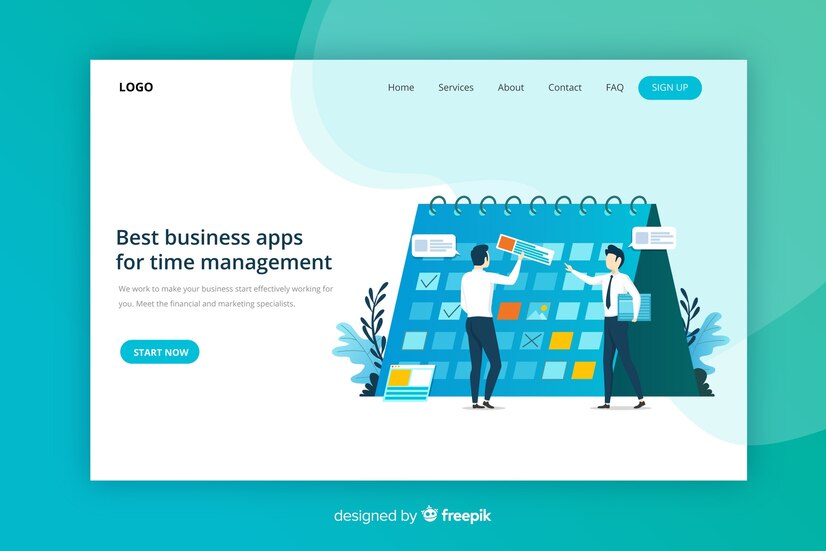 LOGO
Home Services About Contact FAQ SIGN UP
Best business apps
for time management
We work to make your business start effectively working for
you. Meet the financial and marketing specialists.
START NOW
designed by freepik